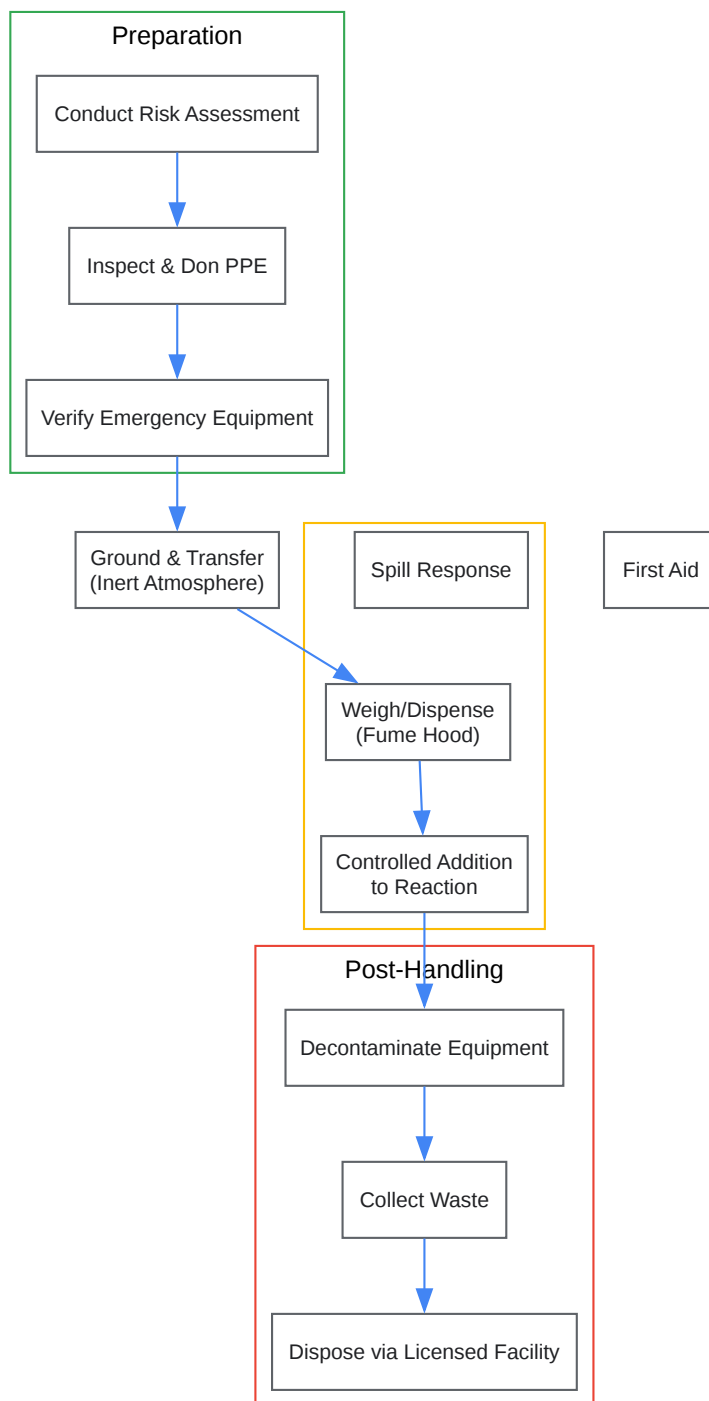 Preparation
Conduct Risk Assessment
Inspect & Don PPE
Verify Emergency Equipment
Ground & Transfer
(Inert Atmosphere)
Spill Response
First Aid
Weigh/Dispense
(Fume Hood)
Controlled Addition
to Reaction
Post-Handling
Decontaminate Equipment
Collect Waste
Dispose via Licensed Facility